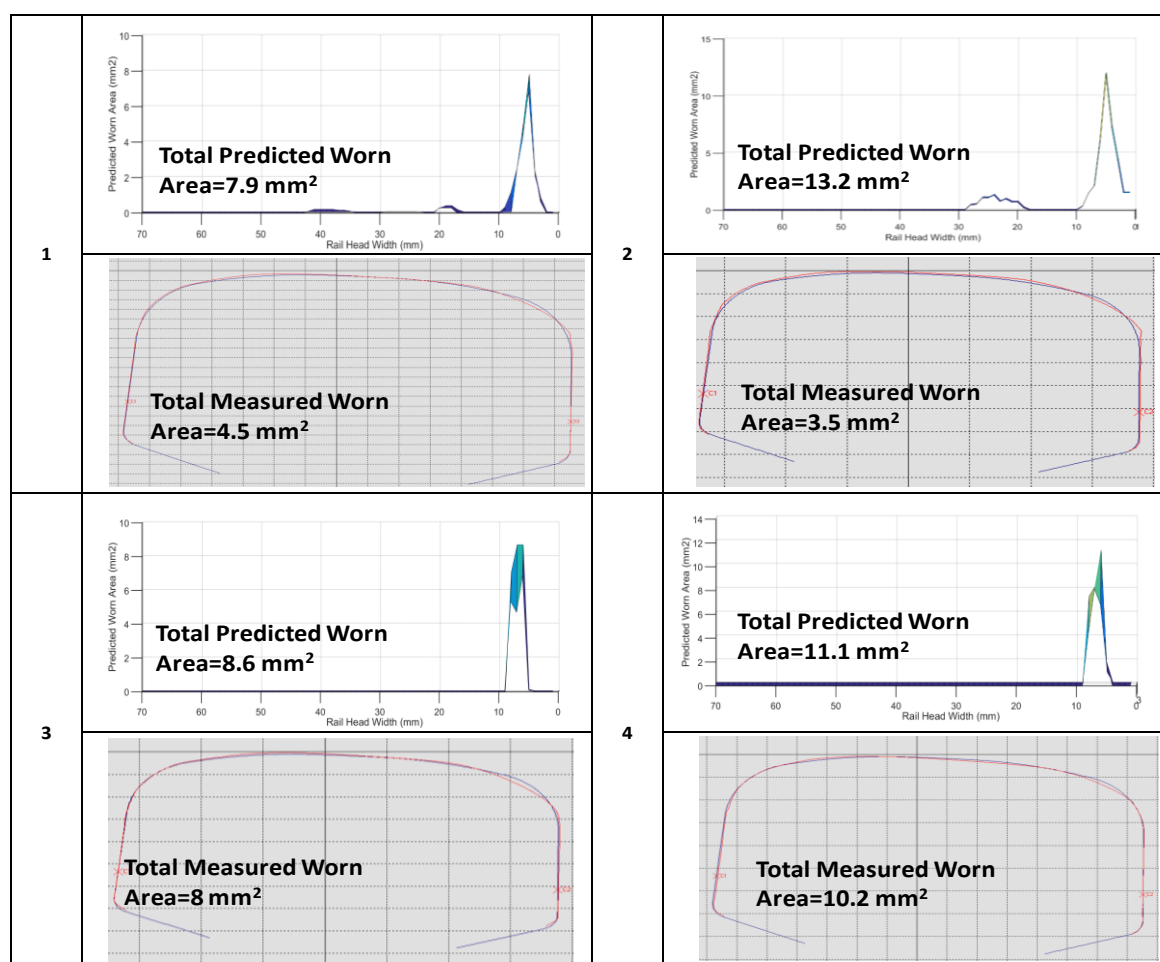 1
10
8
6
4
2
0
Predicted Worn Area (mm2)
Total Predicted Worn
Area=7.9 mm²
70 60 50 40 30 20 10 0
Rail Head Width (mm)
Total Measured Worn
Area=4.5 mm²
2
15
10
5
0
Predicted Worn Area (mm2)
Total Predicted Worn
Area=13.2 mm²
70 60 50 40 30 20 10
Rail Head Width (mm)
C1
C2
Total Measured Worn
Area=3.5 mm²
3
10
8
6
4
2
0
Predicted Worn Area (mm2)
Total Predicted Worn
Area=8.6 mm²
70 60 50 40 30 20 10 0
Rail Head Width (mm)
Total Measured Worn
Area=8 mm²
C2
4
14
12
10
8
6
4
2
0
Predicted Worn Area (mm2)
Total Predicted Worn
Area=11.1 mm²
70 60 50 40 30 20 10
Rail Head Width (mm)
Total Measured Worn
Area=10.2 mm²